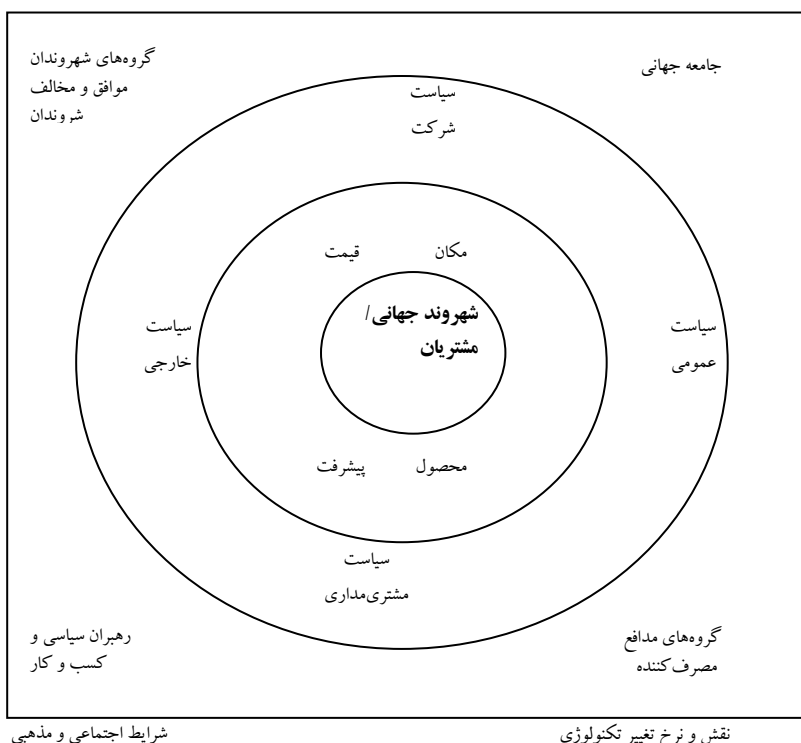 جامعه جهانی
گروه‌های شهروندان
موافق و مخالف
شروندان
سیاست
شرکت
مکان
قیمت
شهروند جهانی/
مشتریان
سیاست
عمومی
سیاست
خارجی
محصول
پیشرفت
سیاست
مشتری‌مداری
گروه‌های مدافع
مصرف‌کننده
رهبران سیاسی و
کسب و کار
نقش و نرخ تغییر تکنولوژی
شرایط اجتماعی و مذهبی